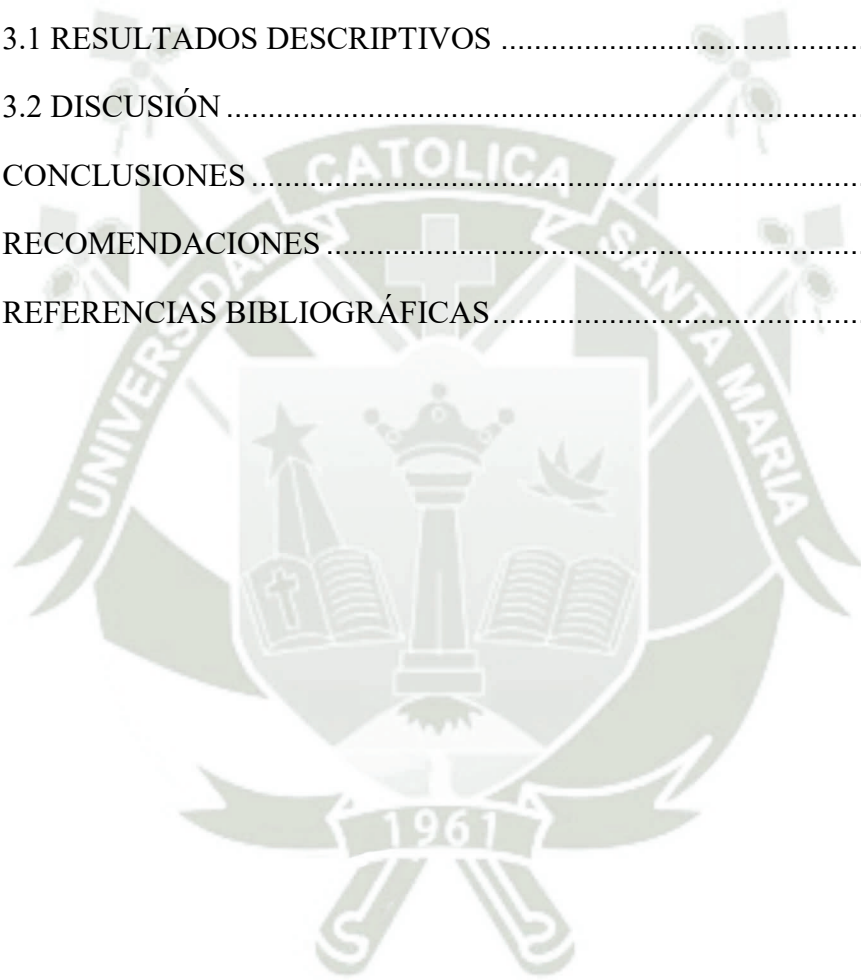 3.1 RESULTADOS DESCRIPTIVOS ................................................
3.2 DISCUSIÓN ................................................................................
CONCLUSIONES ............................................................................
RECOMENDACIONES ...................................................................
REFERENCIAS BIBLIOGRÁFICAS ................................................
UNIVERSIDAD CATOLICA SANTA MARIA
1961